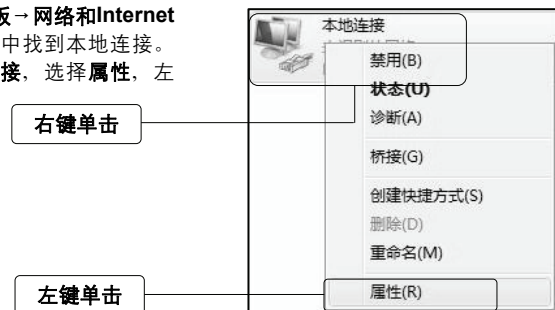 板→网络和Internet
中找到本地连接。
接，选择属性，左
右键单击
左键单击
本地连接
禁用(B)
状态(U)
诊断(A)
桥接(G)
创建快捷方式(S)
删除(D)
重命名(M)
属性(R)